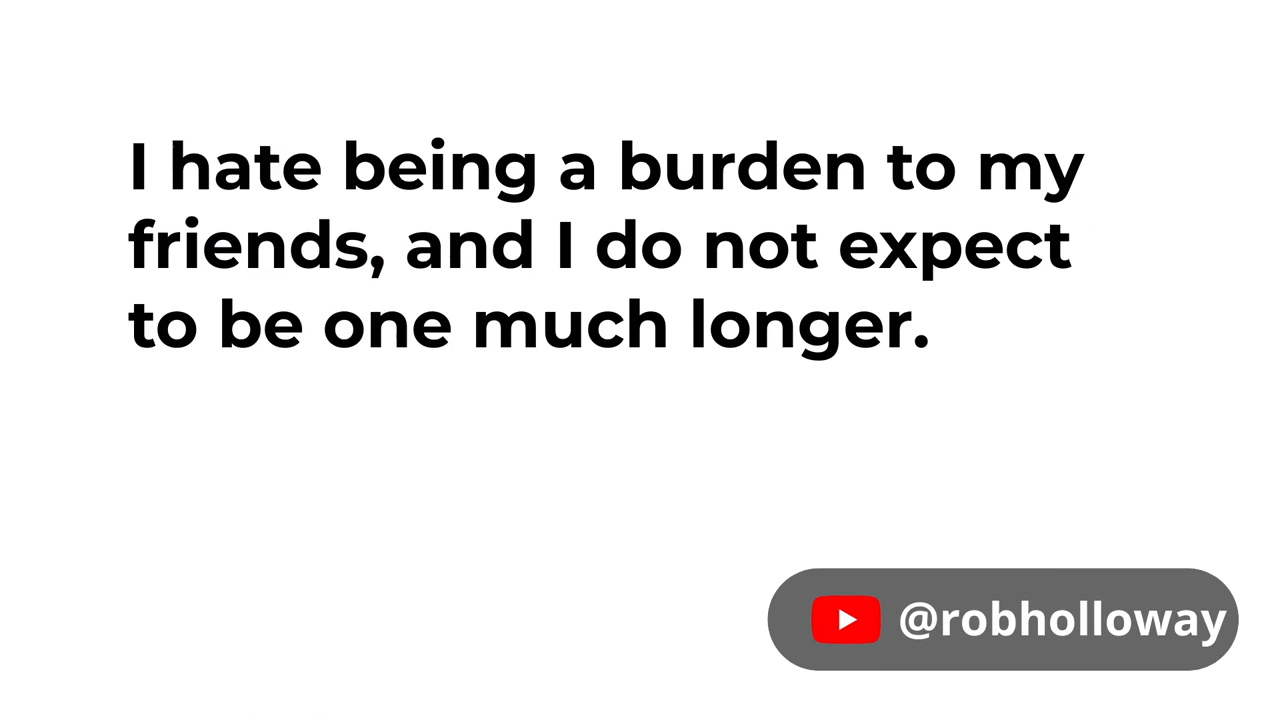 I hate being a burden to my
friends, and I do not expect
to be one much longer.
@robholloway